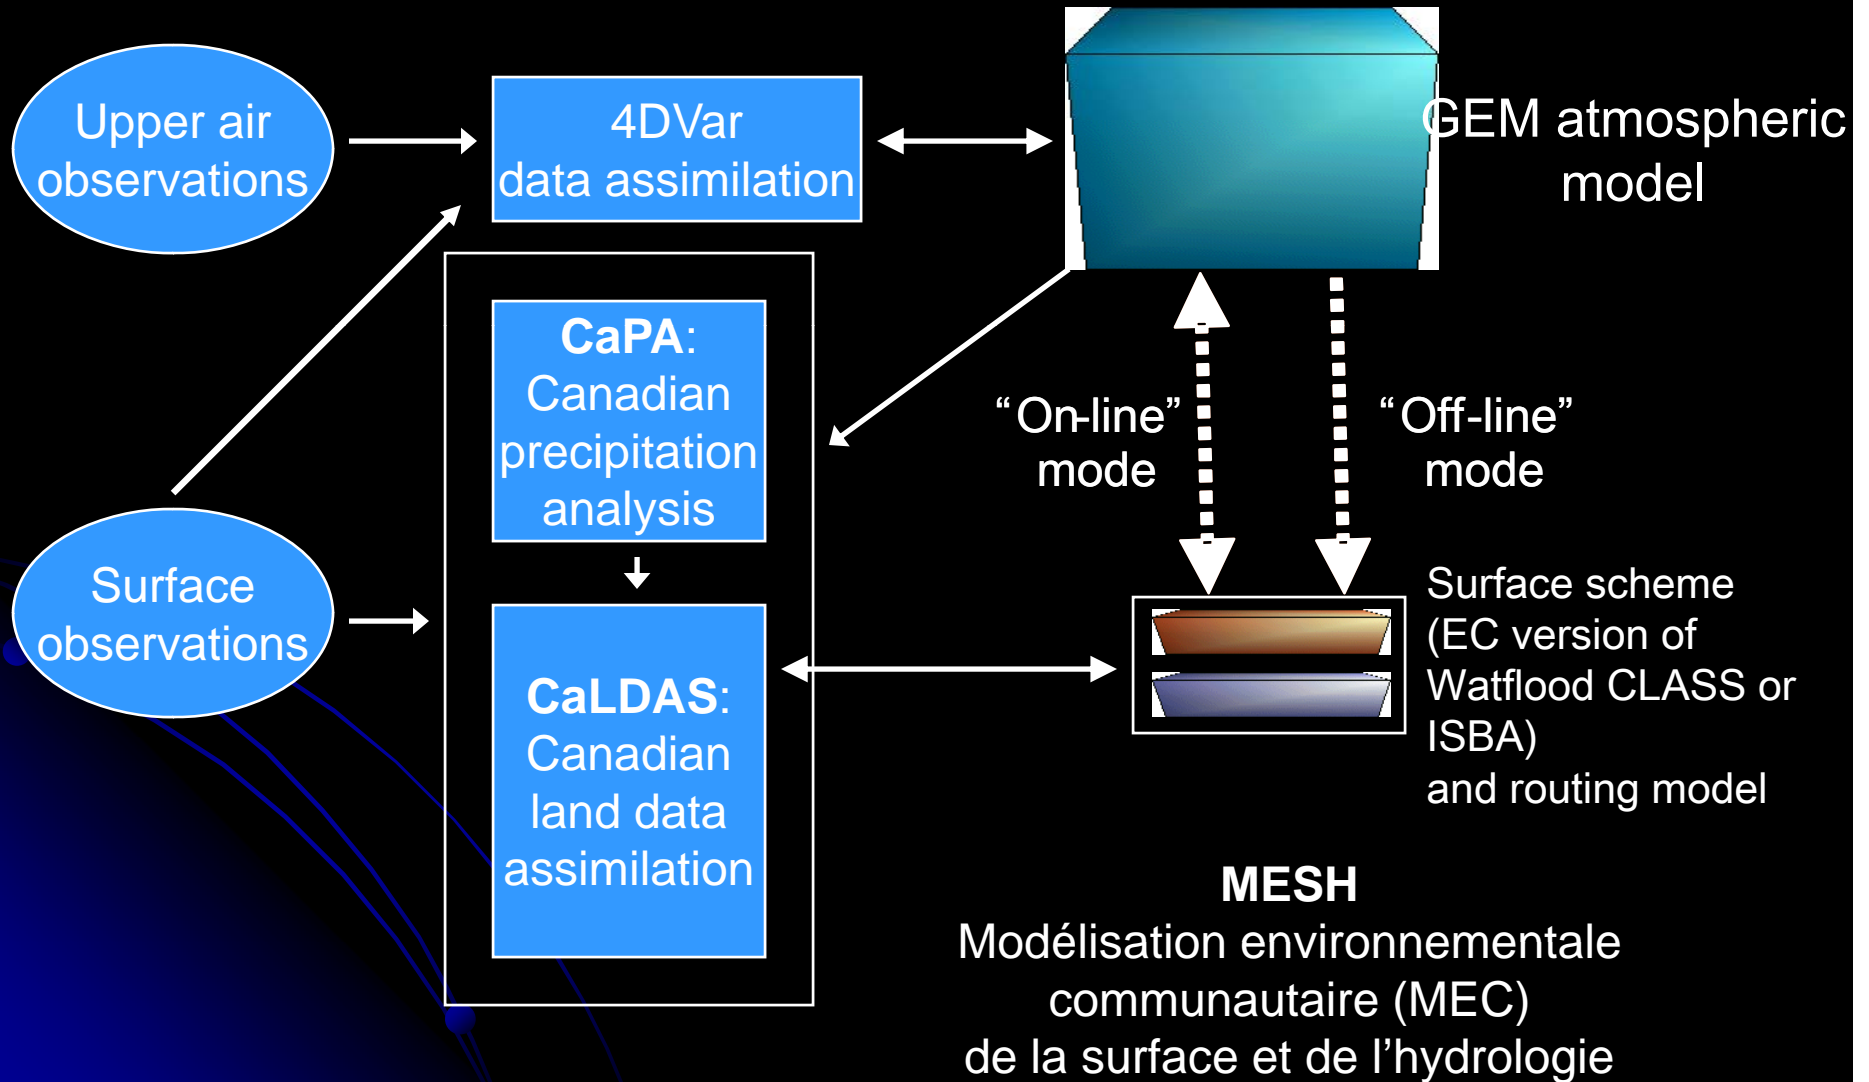 Upper air
observations
4DVar
data assimilation
GEM atmospheric
model
CaPA:
Canadian
precipitation
analysis
“On-line”
mode
“Off-line”
mode
Surface
observations
CaLDAS:
Canadian
land data
assimilation
Surface scheme
(EC version of
Watflood CLASS or
ISBA)
and routing model
MESH
Modélisation environnementale
communautaire (MEC)
de la surface et de l’hydrologie